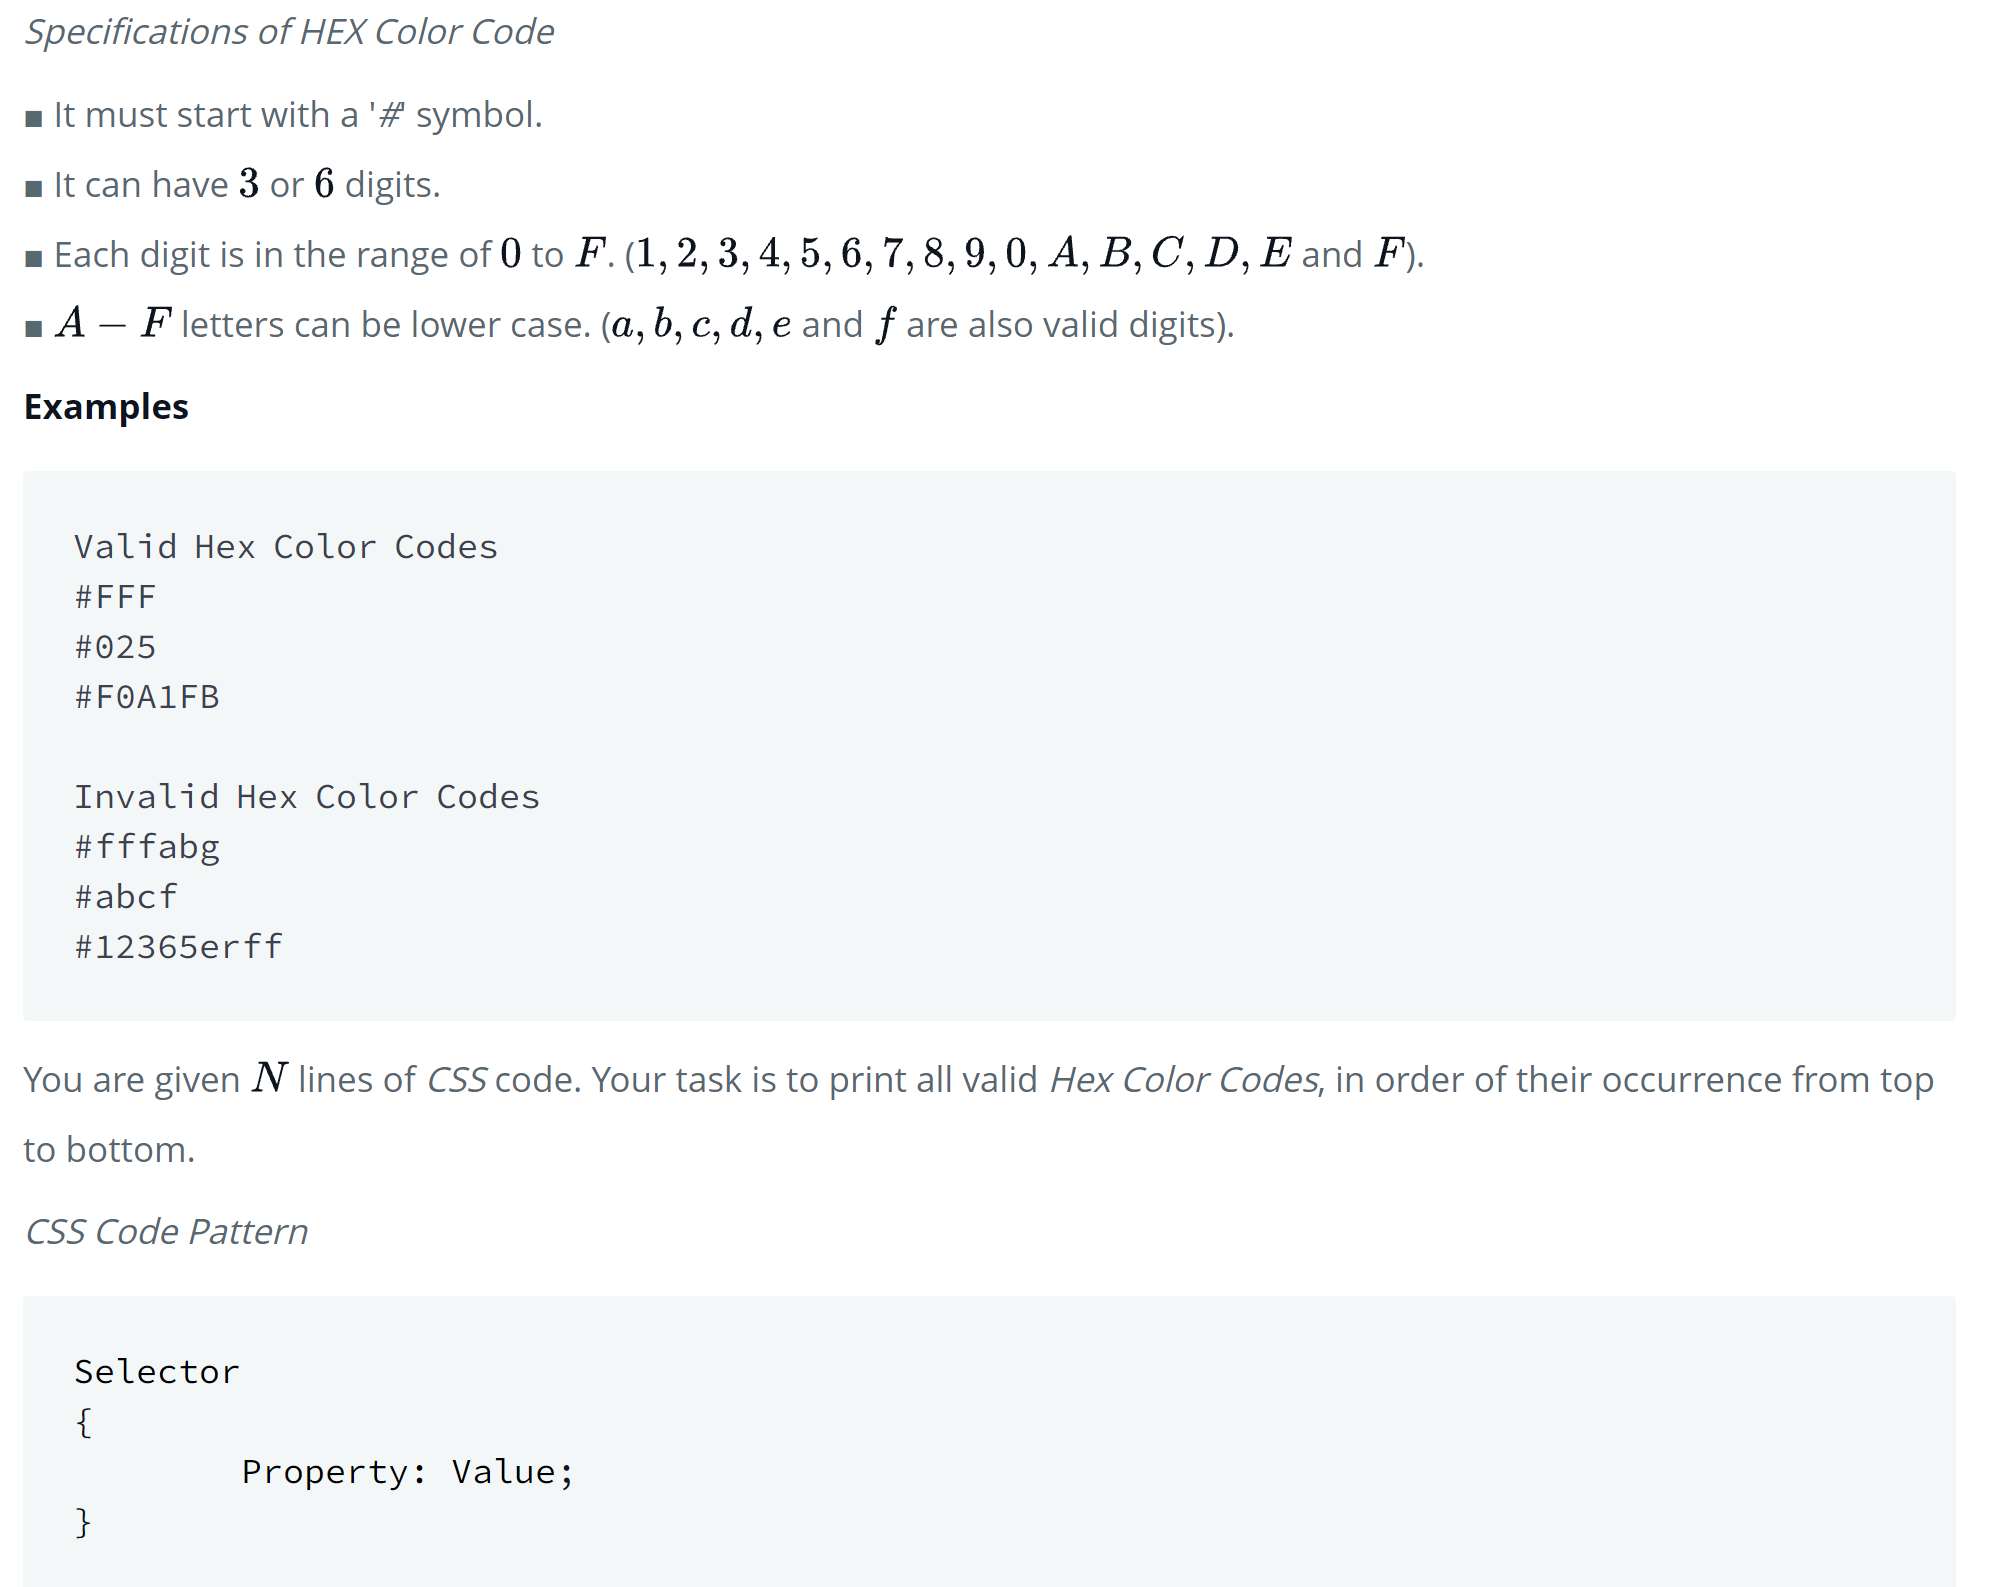 Specifications of HEX Color Code
■ It must start with a '#' symbol.
■ It can have 3 or 6 digits.
■ Each digit is in the range of 0 to F. (1, 2, 3, 4, 5, 6, 7, 8, 9, 0, A, B, C, D, E and F).
■ A − F letters can be lower case. (a, b, c, d, e and f are also valid digits).
Examples
Valid Hex Color Codes
#FFF
#025
#F0A1FB
Invalid Hex Color Codes
#fffabg
#abcf
#12365erff
You are given N lines of CSS code. Your task is to print all valid Hex Color Codes, in order of their occurrence from top
to bottom.
CSS Code Pattern
Selector
{
Property: Value;
}